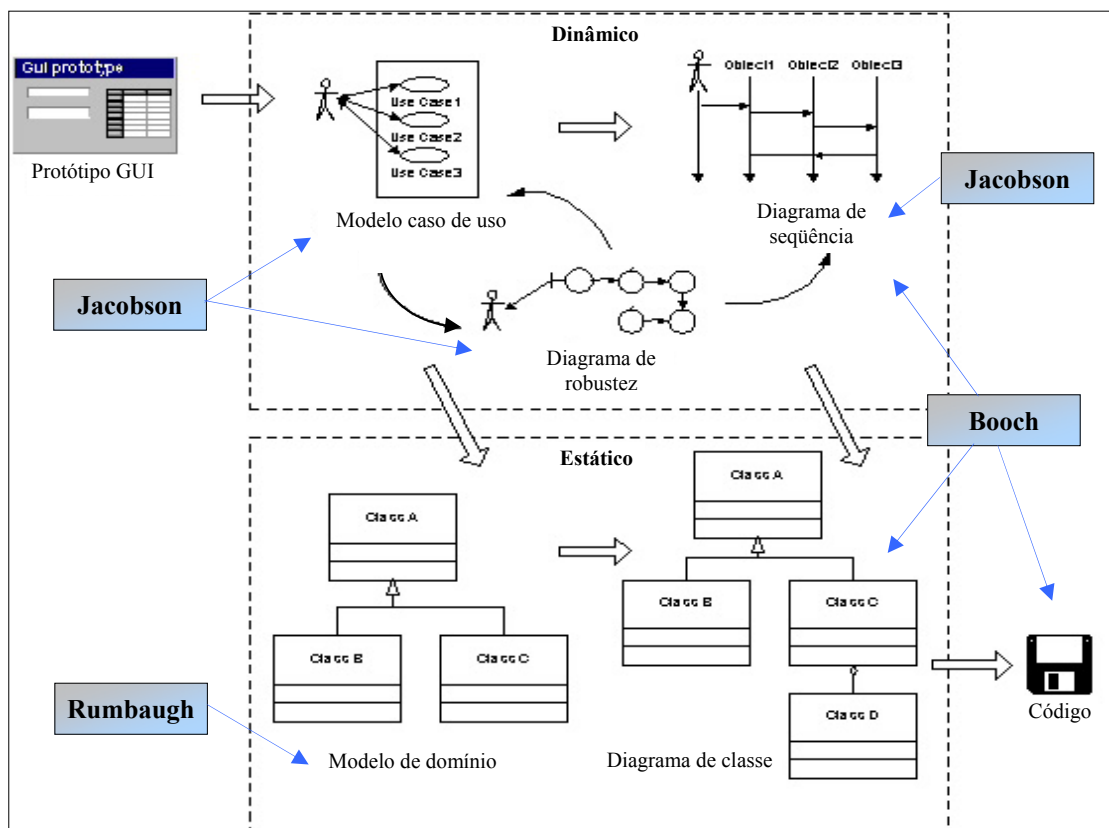 Dinâmico
Gui prototype
Protótipo GUI
Use Case1
Use Case2
Use Case3
Modelo caso de uso
Object1 Object2 Object3
Diagrama de
seqüência
Jacobson
Jacobson
Diagrama de
robustez
Booch
Estático
Class A
Class B
Class C
Modelo de domínio
Class A
Class B
Class C
Class D
Diagrama de classe
Rumbaugh
Código